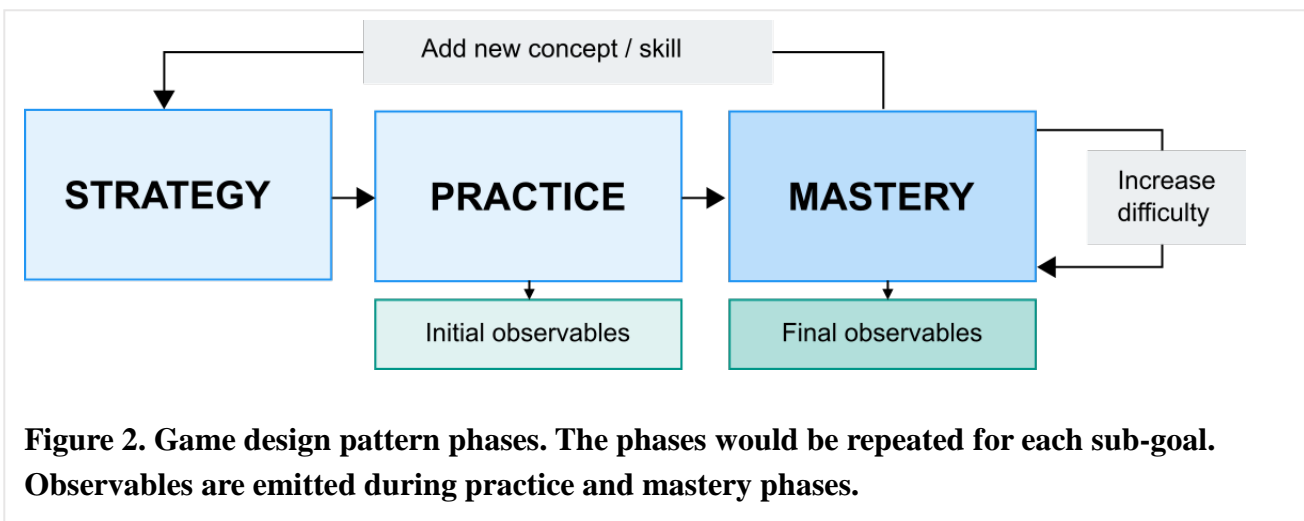 Add new concept / skill
STRATEGY
PRACTICE
MASTERY
Increase
difficulty
Initial observables
Final observables
Figure 2. Game design pattern phases. The phases would be repeated for each sub-goal.
Observables are emitted during practice and mastery phases.